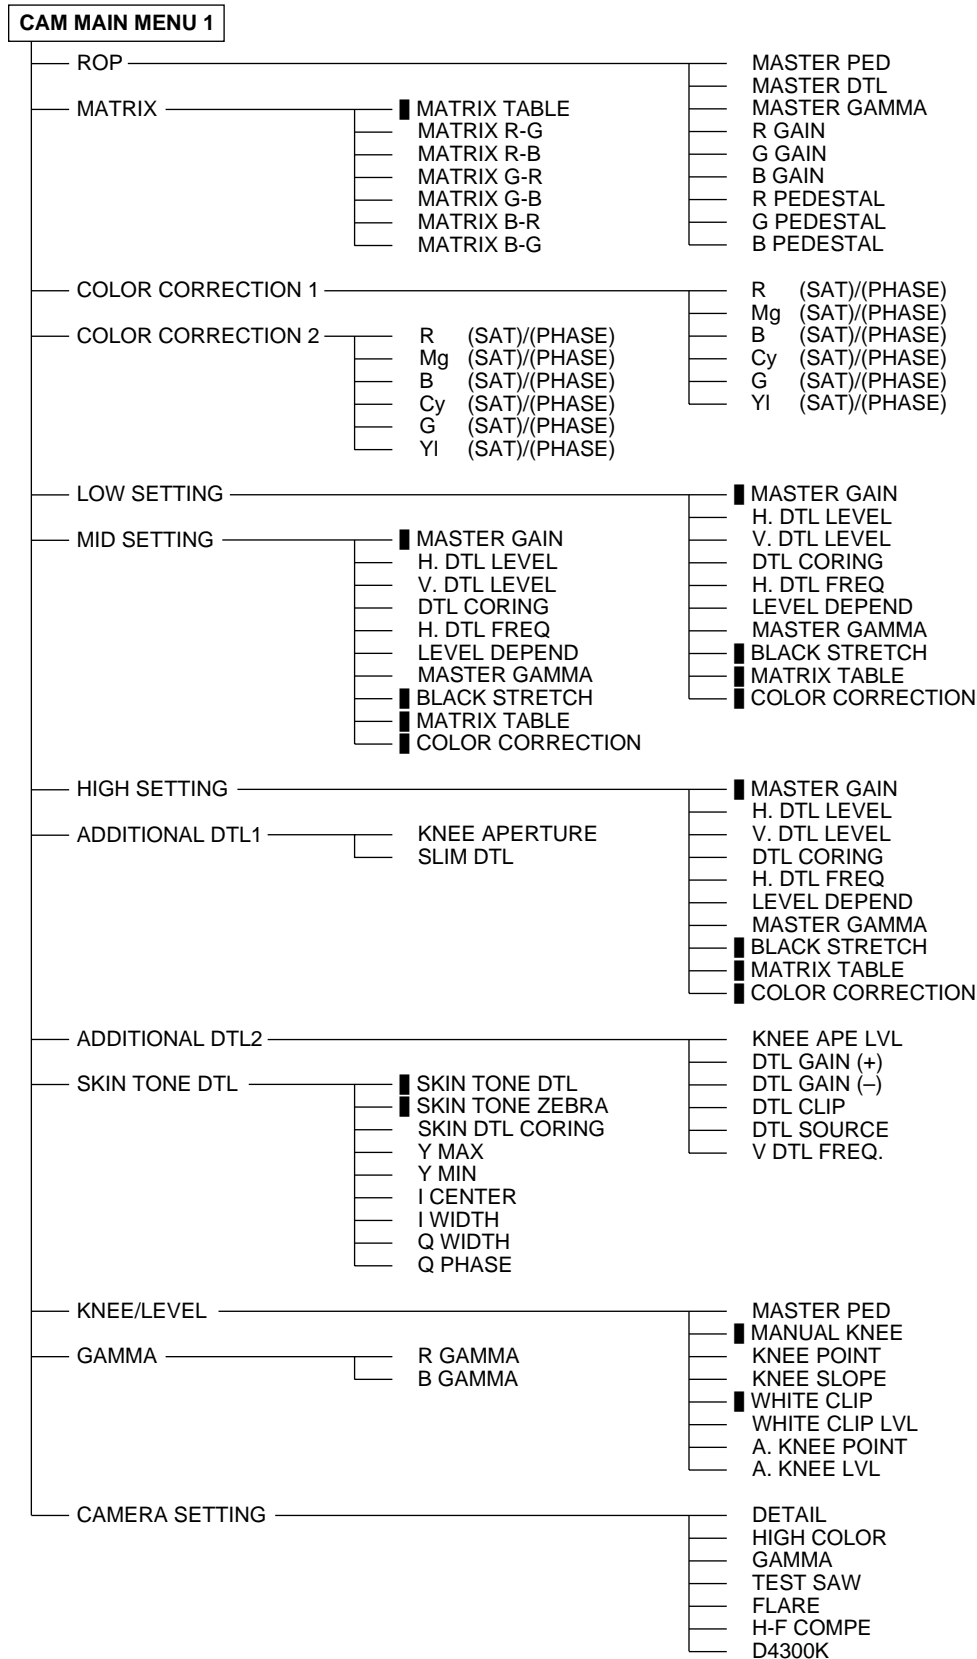 CAM MAIN MENU 1
ROP
MASTER PED
MASTER DTL
MASTER GAMMA
R GAIN
G GAIN
B GAIN
R PEDESTAL
G PEDESTAL
B PEDESTAL
MATRIX
MATRIX TABLE
MATRIX R-G
MATRIX R-B
MATRIX G-R
MATRIX G-B
MATRIX B-R
MATRIX B-G
COLOR CORRECTION 1
R (SAT)/(PHASE)
Mg (SAT)/(PHASE)
B (SAT)/(PHASE)
Cy (SAT)/(PHASE)
G (SAT)/(PHASE)
Yl (SAT)/(PHASE)
COLOR CORRECTION 2
R (SAT)/(PHASE)
Mg (SAT)/(PHASE)
B (SAT)/(PHASE)
Cy (SAT)/(PHASE)
G (SAT)/(PHASE)
Yl (SAT)/(PHASE)
LOW SETTING
MASTER GAIN
H. DTL LEVEL
V. DTL LEVEL
DTL CORING
H. DTL FREQ
LEVEL DEPEND
MASTER GAMMA
BLACK STRETCH
MATRIX TABLE
COLOR CORRECTION
MID SETTING
MASTER GAIN
H. DTL LEVEL
V. DTL LEVEL
DTL CORING
H. DTL FREQ
LEVEL DEPEND
MASTER GAMMA
BLACK STRETCH
MATRIX TABLE
COLOR CORRECTION
HIGH SETTING
MASTER GAIN
H. DTL LEVEL
V. DTL LEVEL
DTL CORING
H. DTL FREQ
LEVEL DEPEND
MASTER GAMMA
BLACK STRETCH
MATRIX TABLE
COLOR CORRECTION
ADDITIONAL DTL1
KNEE APERTURE
SLIM DTL
ADDITIONAL DTL2
KNEE APE LVL
DTL GAIN (+)
DTL GAIN (–)
DTL CLIP
DTL SOURCE
V DTL FREQ.
SKIN TONE DTL
SKIN TONE DTL
SKIN TONE ZEBRA
SKIN DTL CORING
Y MAX
Y MIN
I CENTER
I WIDTH
Q WIDTH
Q PHASE
KNEE/LEVEL
MASTER PED
MANUAL KNEE
KNEE POINT
KNEE SLOPE
WHITE CLIP
WHITE CLIP LVL
A. KNEE POINT
A. KNEE LVL
GAMMA
R GAMMA
B GAMMA
CAMERA SETTING
DETAIL
HIGH COLOR
GAMMA
TEST SAW
FLARE
H-F COMPE
D4300K